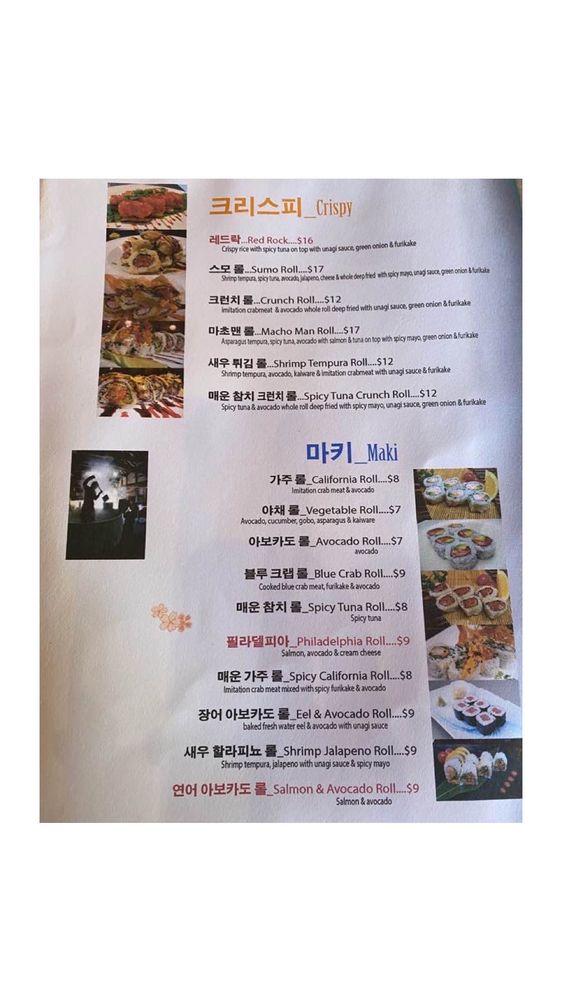 크리스피_Crispy
레드락...Red Rock....$16
Crispy rice with spicy tuna on top with unagi sauce, green onion & furikake
스모 롤...Sumo Roll....$17
Shrimp tempura, spicy tuna, avocado, jalapeno, cheese & whole deep fried with spicy mayo, unagi sauce, green onion & furikake
크런치 롤...Crunch Roll....$12
Imitation crabmeat & avocado whole roll deep fried with unagi sauce, green onion & furikake
마초맨 롤...Macho Man Roll....$17
Asparagus tempura, spicy tuna, avocado with salmon & tuna on top with spicy mayo, green onion & furikake
새우 튀김 롤...Shrimp Tempura Roll....$12
Shrimp tempura, avocado, kaiware & imitation crabmeat with unagi sauce & furikake
매운 참치 크런치 롤...Spicy Tuna Crunch Roll....$12
Spicy tuna & avocado whole roll deep fried with spicy mayo, unagi sauce, green onion & furikake
마키_Maki
가주 롤_California Roll....$8
Imitation crab meat & avocado
야채 롤_Vegetable Roll....$7
Avocado, cucumber, gobo, asparagus & kaiware
아보카도 롤_Avocado Roll....$7
avocado
블루 크랩 롤_Blue Crab Roll....$9
Cooked blue crab meat, furikake & avocado
매운 참치 롤_Spicy Tuna Roll....$8
Spicy tuna
필라델피아_Philadelphia Roll....$9
Salmon, avocado & cream cheese
매운 가주 롤_Spicy California Roll....$8
Imitation crab meat mixed with spicy furikake & avocado
장어 아보카도 롤_Eel & Avocado Roll....$9
baked fresh water eel & avocado with unagi sauce
새우 할라피뇨 롤_Shrimp Jalapeno Roll....$9
Shrimp tempura, jalapeno with unagi sauce & spicy mayo
연어 아보카도 롤_Salmon & Avocado Roll....$9
Salmon & avocado